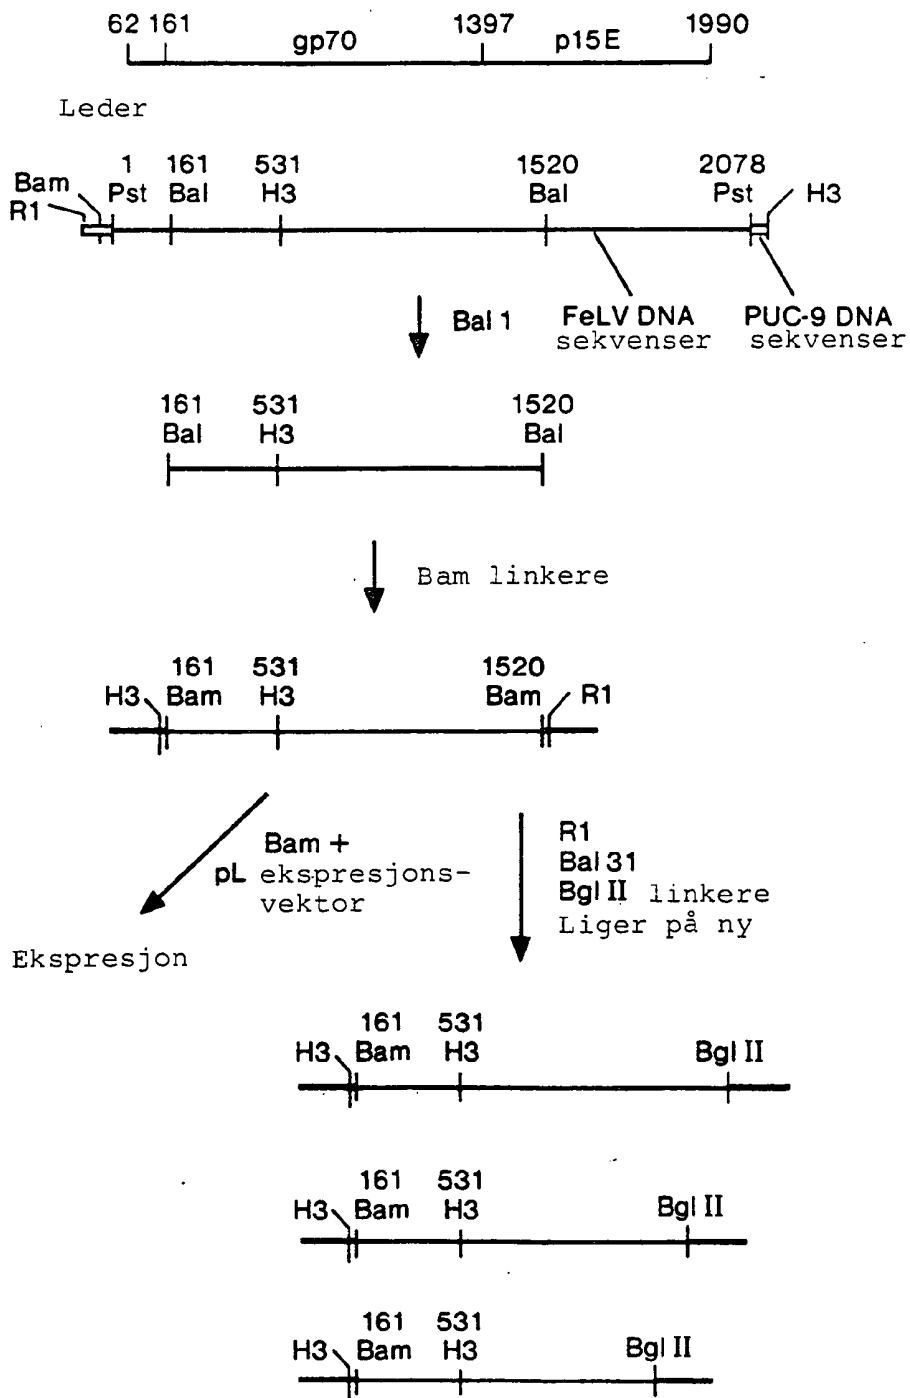 62 161 gp70 1397 p15E 1990
Leder
1 161 531 1520 2078
Bam Pst Bal H3 Bal Pst H3
R1
Bal 1 FeLV DNA PUC-9 DNA
sekvenser sekvenser
161 531 1520
Bal H3 Bal
Bam linkere
161 531 1520
H3 Bam H3 Bam R1
Bam +
pL ekspresjons-
vektor
R1
Bal 31
Bgl II linkere
Liger på ny
Ekspresjon
161 531
H3 Bam H3 Bgl II
161 531
H3 Bam H3 Bgl II
161 531
H3 Bam H3 Bgl II